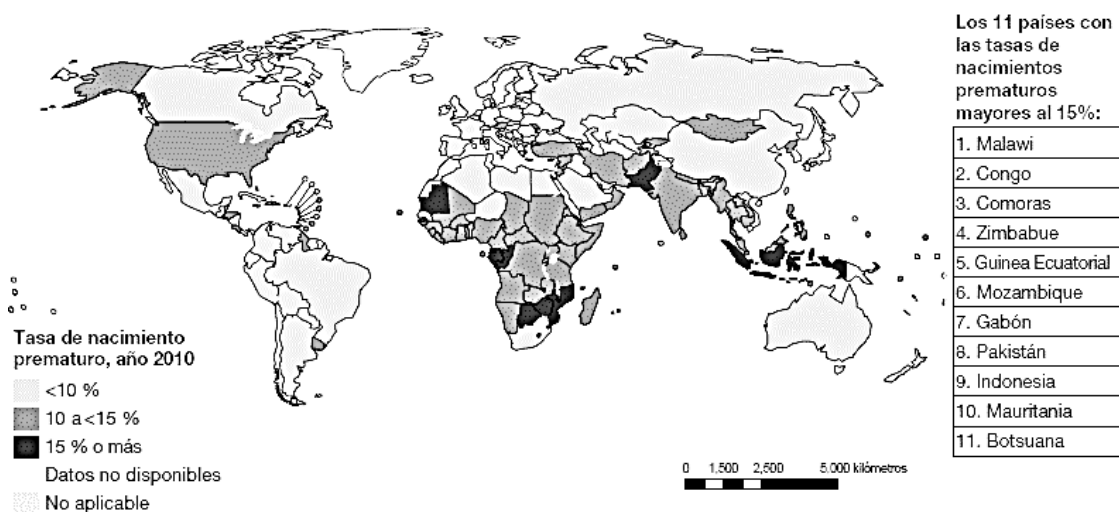 Los 11 países con
las tasas de
nacimientos
prematuros
mayores al 15%:
1. Malawi
2. Congo
3. Comoras
4. Zimbabue
5. Guinea Ecuatorial
6. Mozambique
7. Gabón
8. Pakistán
9. Indonesia
10. Mauritania
11. Botsuana
Tasa de nacimiento
prematuro, año 2010
<10 %
10 a <15 %
15 % o más
Datos no disponibles
No aplicable
0 1,500 2,500 5.000 kilómetros